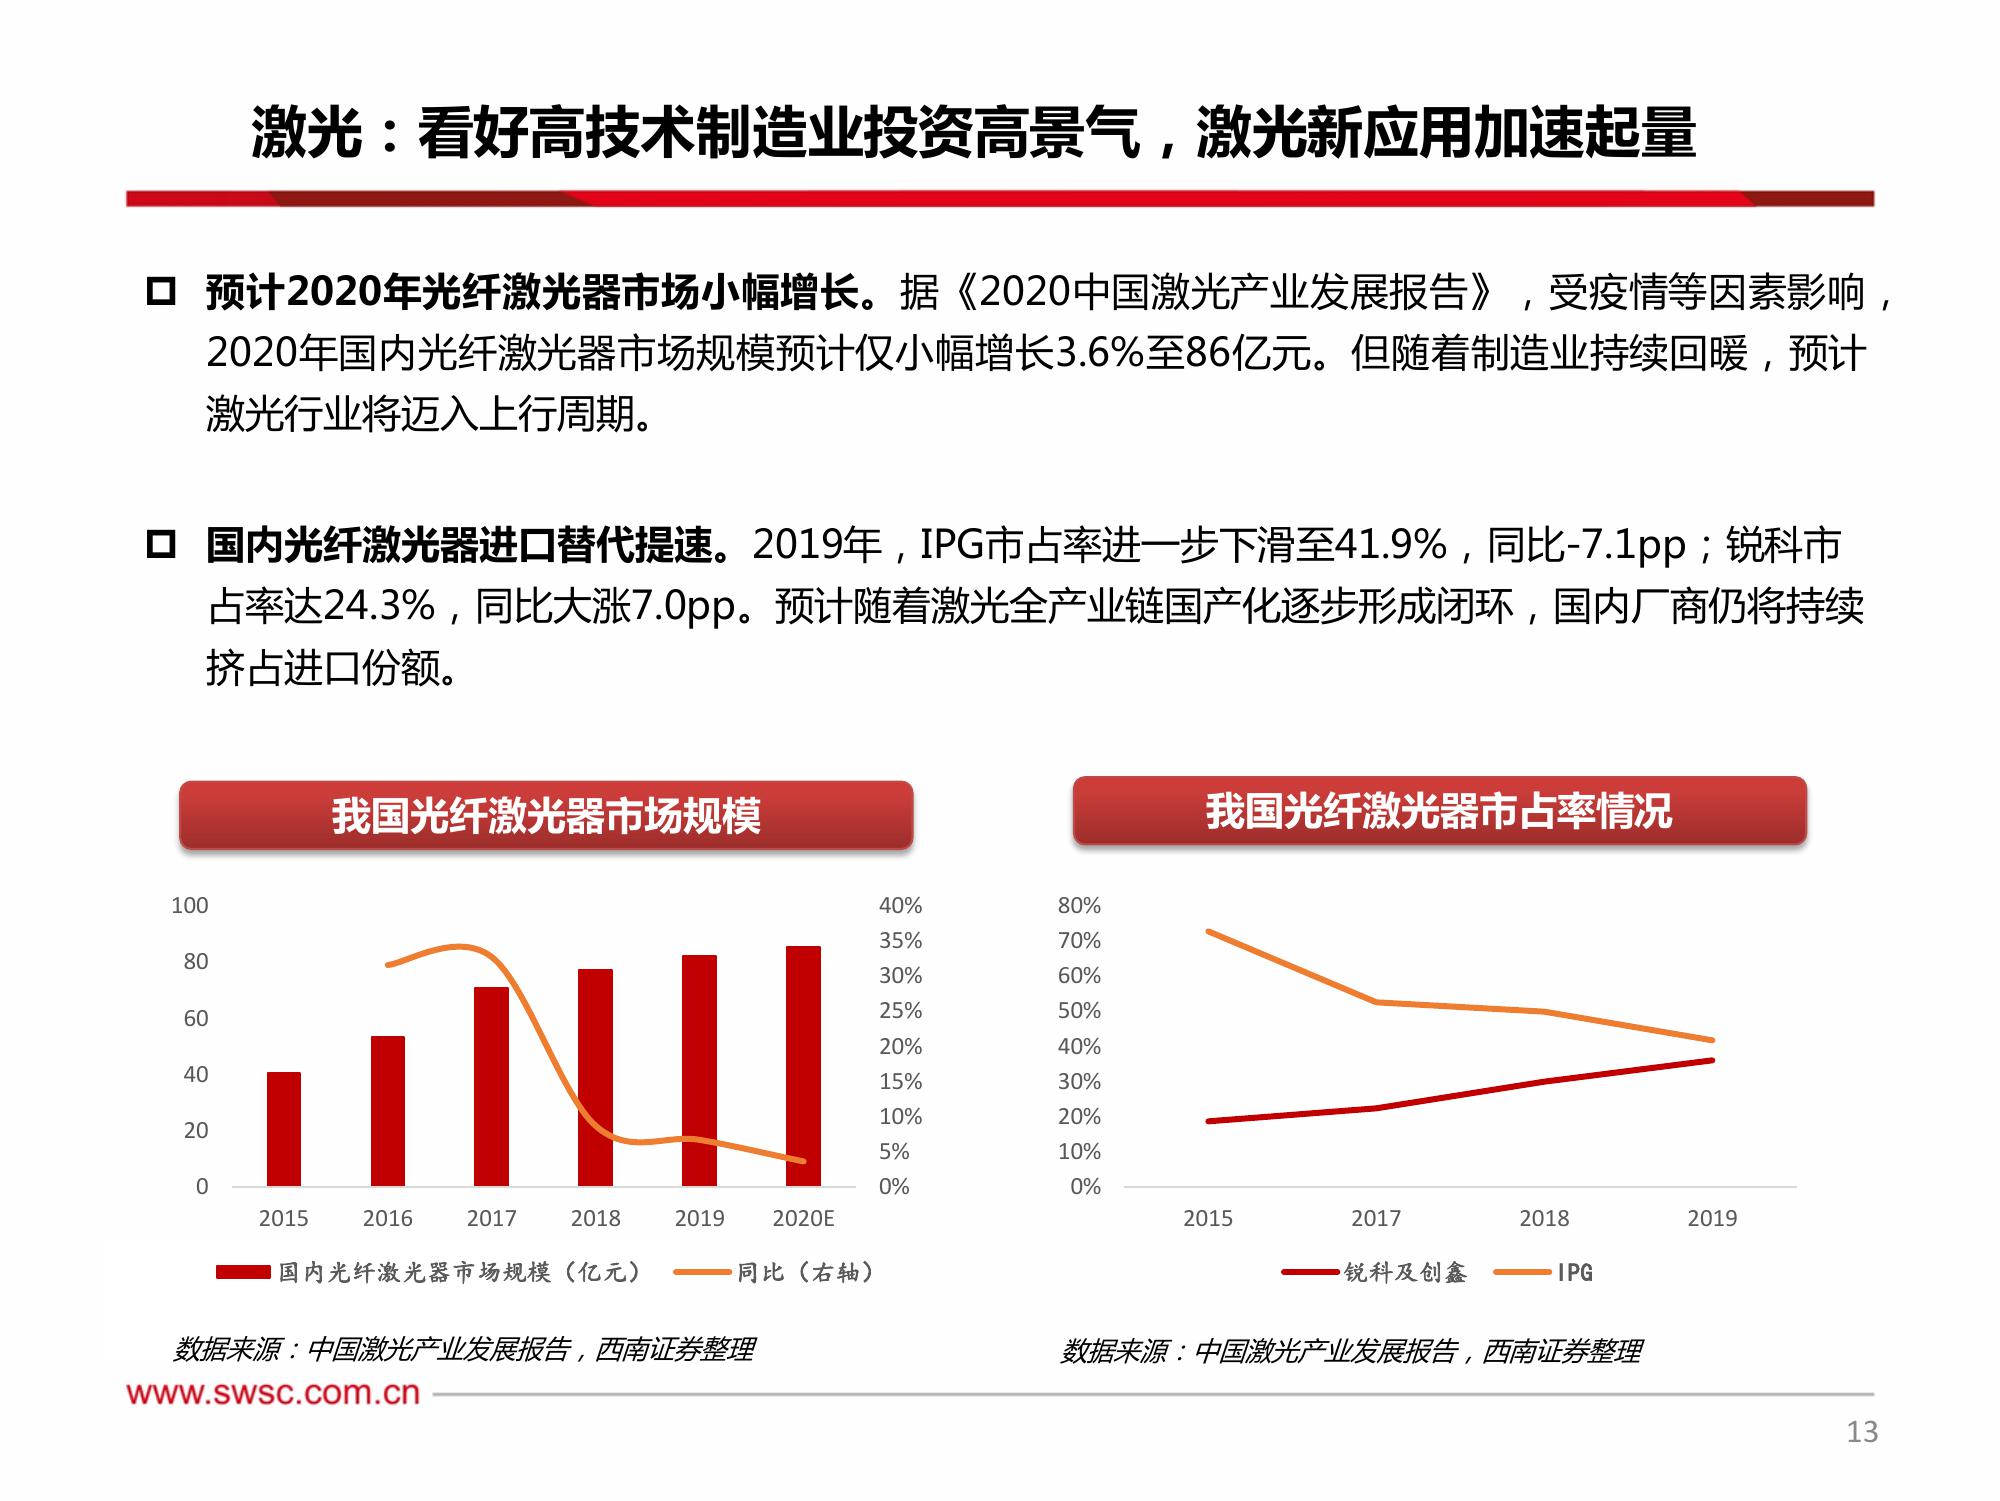 激光：看好高技术制造业投资高景气，激光新应用加速起量
预计2020年光纤激光器市场小幅增长。据《2020中国激光产业发展报告》，受疫情等因素影响，
2020年国内光纤激光器市场规模预计仅小幅增长3.6%至86亿元。但随着制造业持续回暖，预计
激光行业将迈入上行周期。
国内光纤激光器进口替代提速。2019年，IPG市占率进一步下滑至41.9%，同比-7.1pp；锐科市
占率达24.3%，同比大涨7.0pp。预计随着激光全产业链国产化逐步形成闭环，国内厂商仍将持续
挤占进口份额。
我国光纤激光器市场规模
100
80
60
40
20
0
40%
35%
30%
25%
20%
15%
10%
5%
0%
2015 2016 2017 2018 2019 2020E
国内光纤激光器市场规模（亿元） 同比（右轴）
数据来源：中国激光产业发展报告，西南证券整理
我国光纤激光器市占率情况
80%
70%
60%
50%
40%
30%
20%
10%
0%
2015 2017 2018 2019
锐科及创鑫 IPG
数据来源：中国激光产业发展报告，西南证券整理
www.swsc.com.cn
13